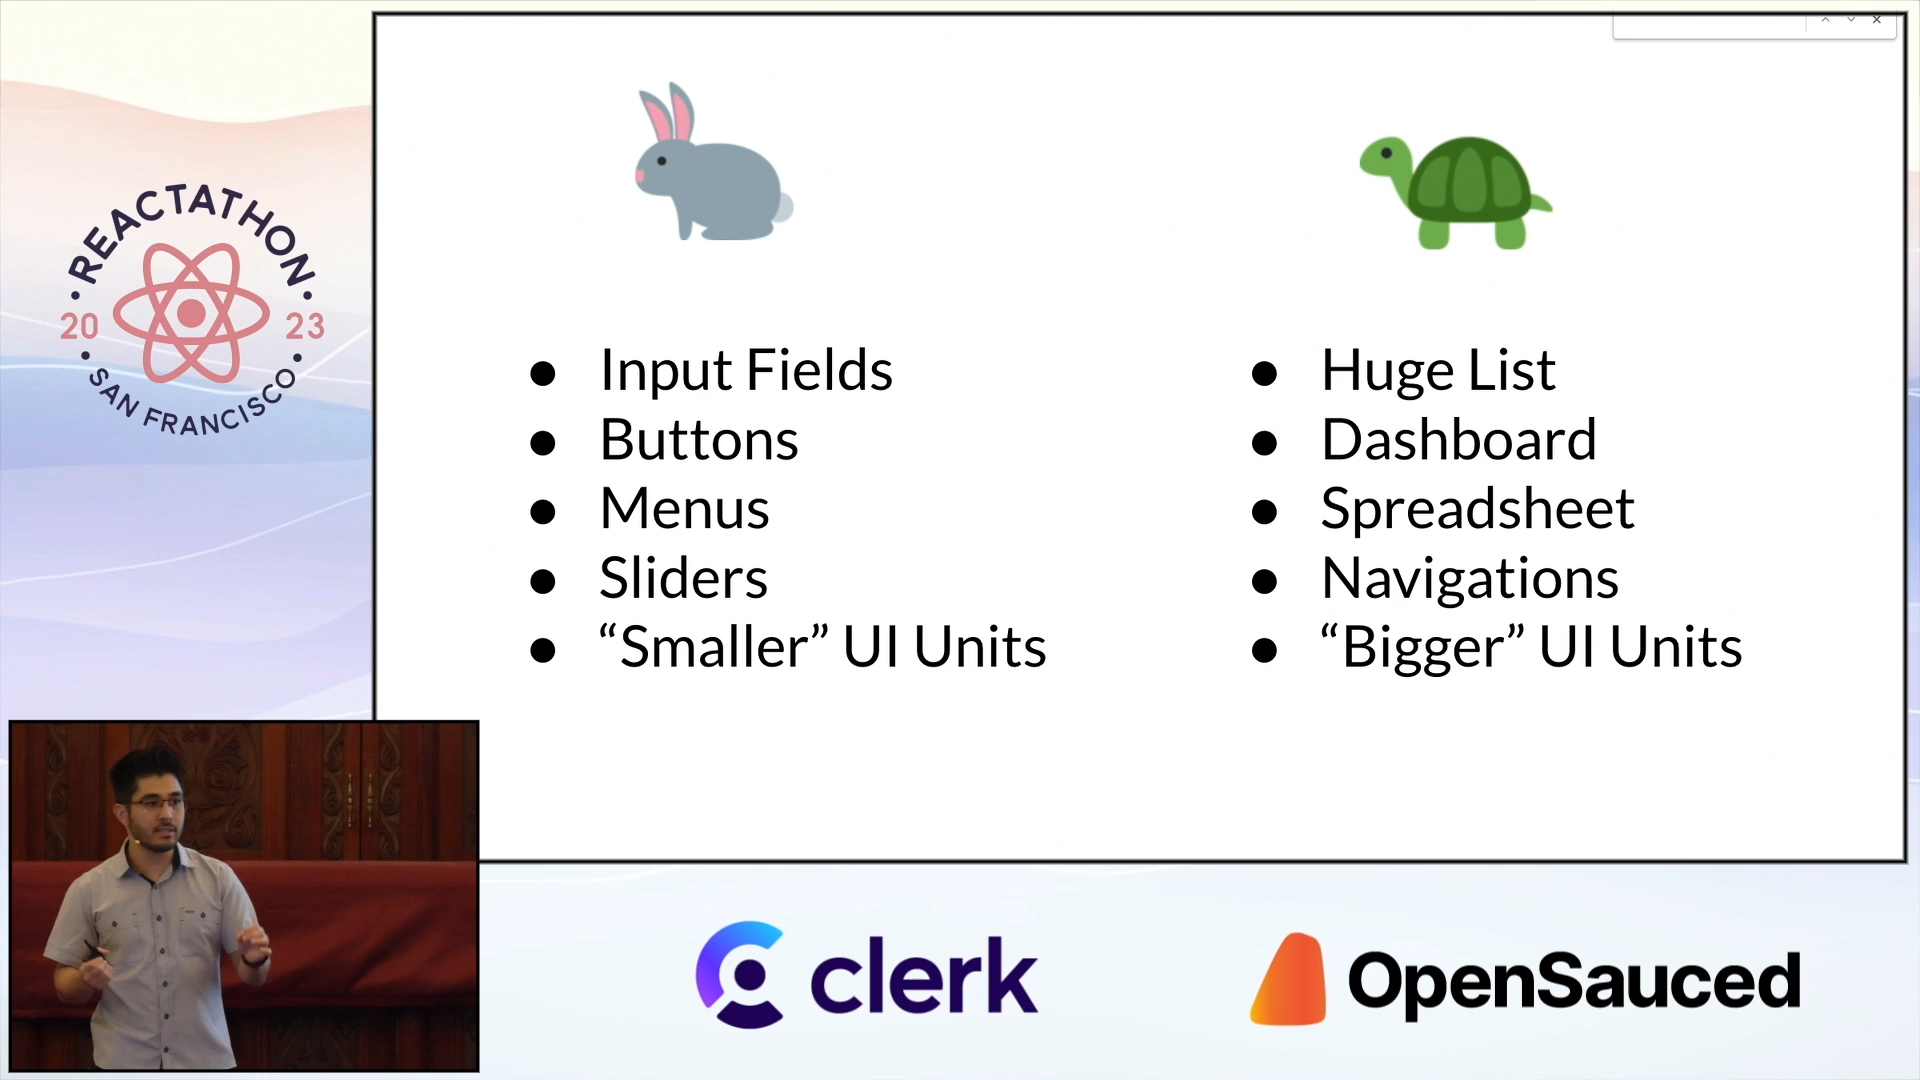 REACTATHON
20 23
SAN FRANCISCO
Input Fields
Buttons
Menus
Sliders
“Smaller” UI Units
Huge List
Dashboard
Spreadsheet
Navigations
“Bigger” UI Units
clerk
OpenSauced